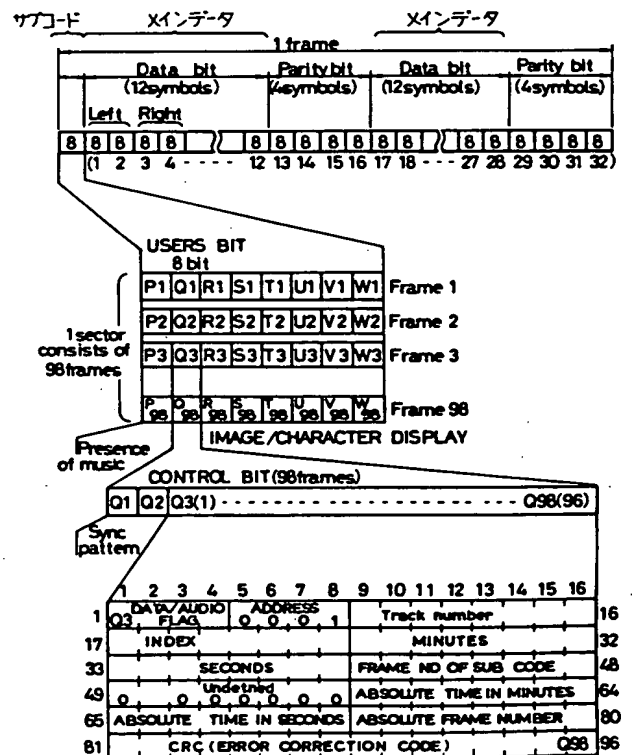 サブコード メインデータ メインデータ
1 frame
Data bit Parity bit Data bit Parity bit
(12symbols) (4symbols) (12symbols) (4symbols)
Left Right
8 8 8 8 8 8 8 8 8 8 8 8 8 8 8 8 8 8
(1 2 3 4 - - - - 12 13 14 15 16 17 18 - - - 27 28 29 30 31 32)
USERS BIT
8 bit
P1 Q1 R1 S1 T1 U1 V1 W1 Frame 1
P2 Q2 R2 S2 T2 U2 V2 W2 Frame 2
1 sector
consists of
98 frames
P3 Q3 R3 S3 T3 U3 V3 W3 Frame 3
P98 Q98 R98 S98 T98 U98 V98 W98 Frame 98
Presence
of music
IMAGE/CHARACTER DISPLAY
CONTROL BIT (98frames)
Q1 Q2 Q3(1) - - - - - - - - - - - - - - - - - - Q98(96)
Sync
pattern
1 2 3 4 5 6 7 8 9 10 11 12 13 14 15 16
1 Q3 DATA/AUDIO FLAG ADDRESS 0 0 0 1 Track number 16
17 INDEX MINUTES 32
33 SECONDS FRAME NO OF SUB CODE 48
49 0 0 0 0 0 0 0 Undetned ABSOLUTE TIME IN MINUTES 64
65 ABSOLUTE TIME IN SECONDS ABSOLUTE FRAME NUMBER 80
81 CRC (ERROR CORRECTION CODE) Q98 96